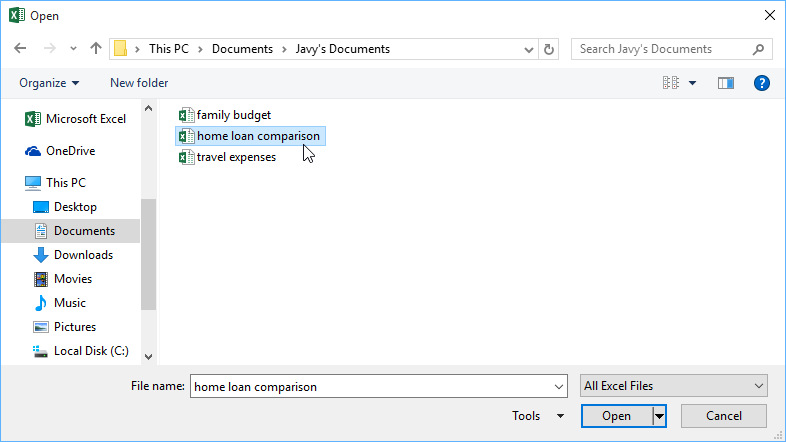 Open
This PC > Documents > Javy's Documents
Search Javy's Documents
Organize
New folder
Microsoft Excel
OneDrive
This PC
Desktop
Documents
Downloads
Movies
Music
Pictures
Local Disk (C:)
family budget
home loan comparison
travel expenses
File name:
home loan comparison
All Excel Files
Tools
Open
Cancel